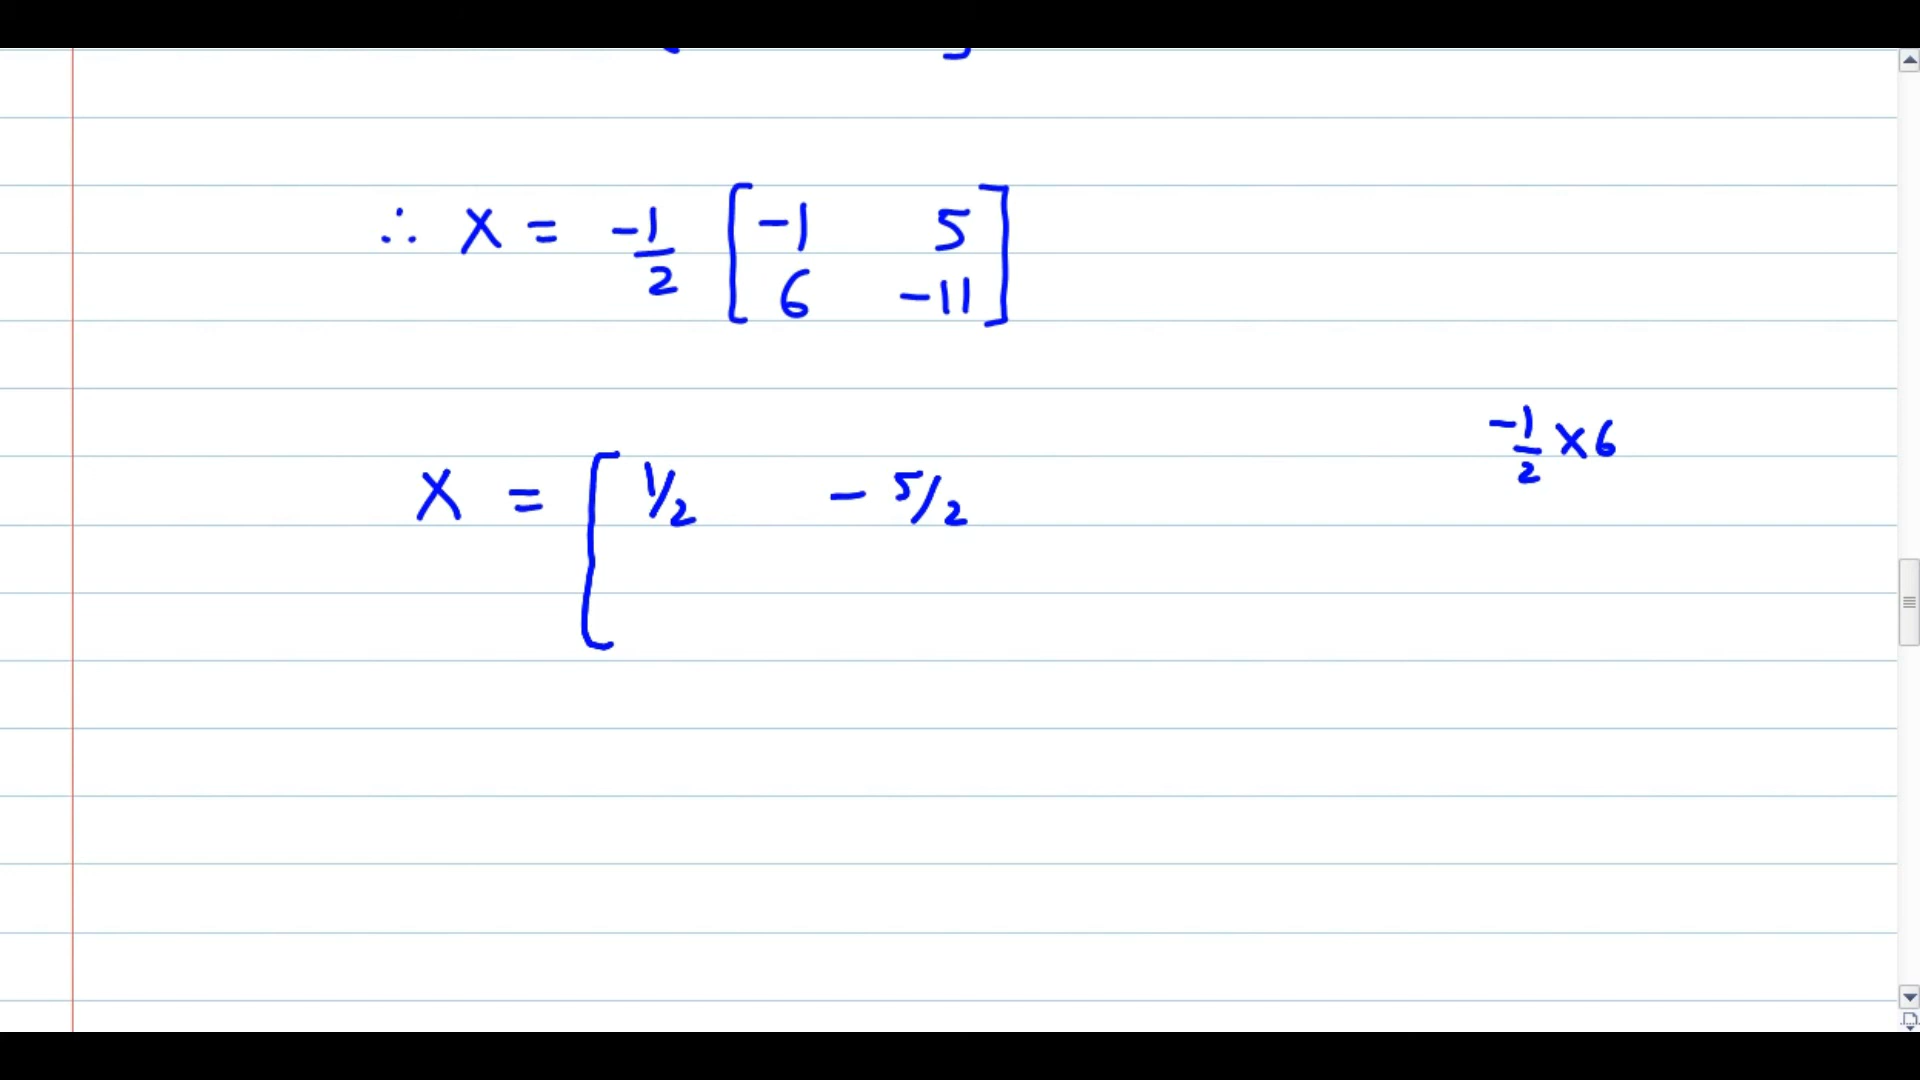 ∴ X = -1/2 [ -1 5
6 -11 ]
-1/2 × 6
X = [ 1/2 - 5/2